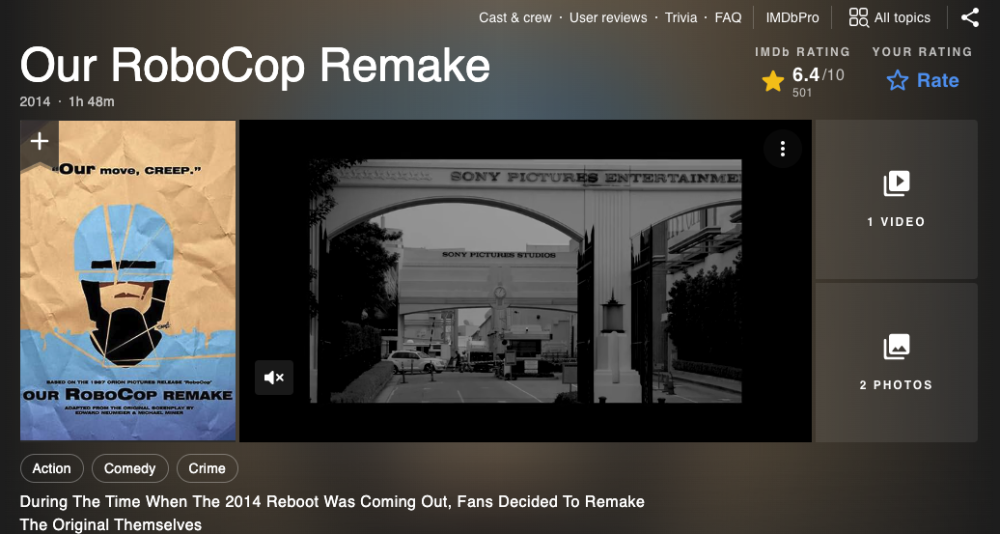 Cast & crew · User reviews · Trivia · FAQ IMDbPro All topics
Our RoboCop Remake
2014 · 1h 48m
IMDb RATING
6.4/10
501
YOUR RATING
Rate
"Our move, CREEP."
BASED ON THE 1987 ORION PICTURES RELEASE "RoboCop"
OUR ROBOCOP REMAKE
ADAPTED FROM THE ORIGINAL SCREENPLAY BY
EDWARD NEUMEIER & MICHAEL MINER
SONY PICTURES ENTERTAINME
SONY PICTURES STUDIOS
1 VIDEO
2 PHOTOS
Action
Comedy
Crime
During The Time When The 2014 Reboot Was Coming Out, Fans Decided To Remake
The Original Themselves